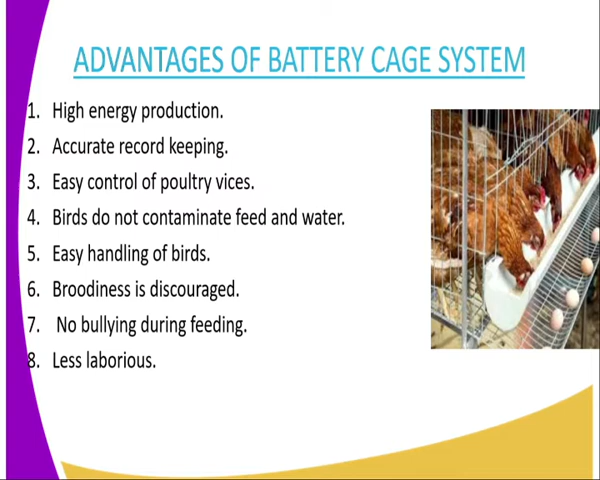 ADVANTAGES OF BATTERY CAGE SYSTEM
1. High energy production.
2. Accurate record keeping.
3. Easy control of poultry vices.
4. Birds do not contaminate feed and water.
5. Easy handling of birds.
6. Broodiness is discouraged.
7. No bullying during feeding.
8. Less laborious.